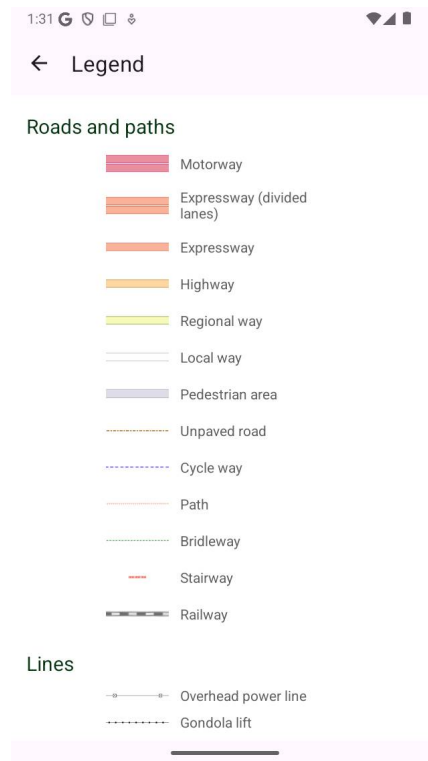 1:31
Legend
Roads and paths
Motorway
Expressway (divided
lanes)
Expressway
Highway
Regional way
Local way
Pedestrian area
Unpaved road
Cycle way
Path
Bridleway
Stairway
Railway
Lines
Overhead power line
Gondola lift